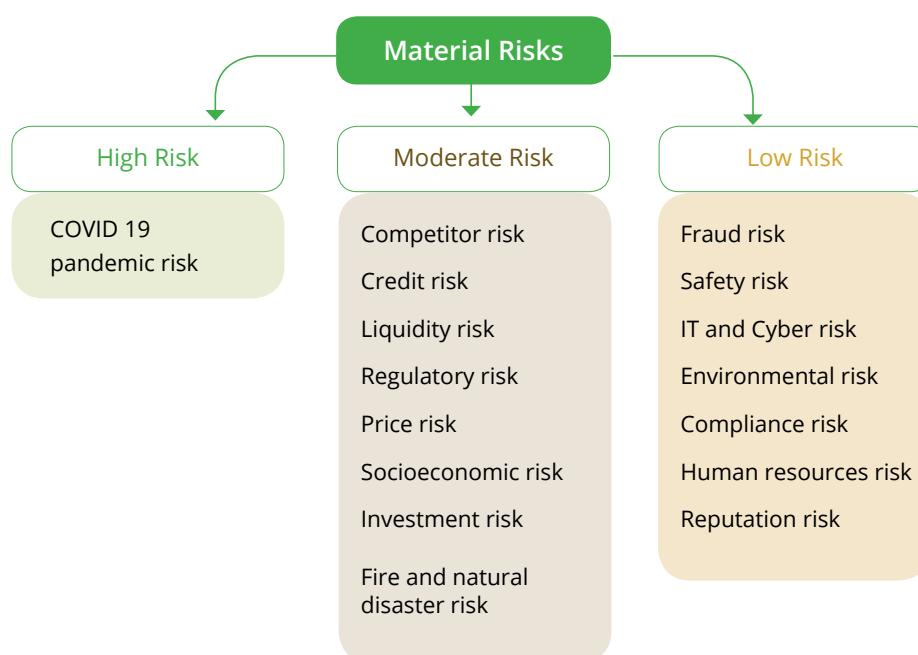 Material Risks
High Risk
COVID 19
pandemic risk
Moderate Risk
Competitor risk
Credit risk
Liquidity risk
Regulatory risk
Price risk
Socioeconomic risk
Investment risk
Fire and natural
disaster risk
Low Risk
Fraud risk
Safety risk
IT and Cyber risk
Environmental risk
Compliance risk
Human resources risk
Reputation risk